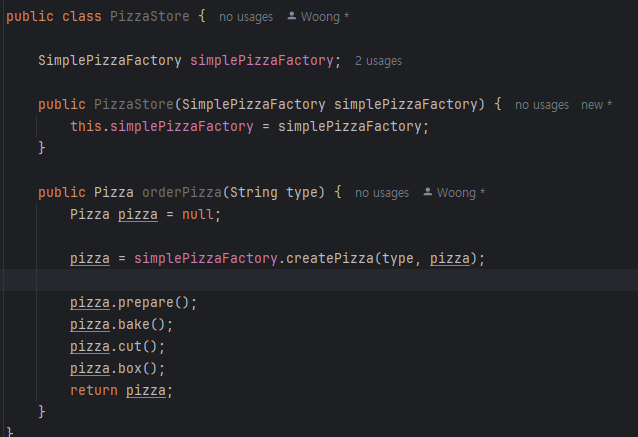 public class PizzaStore { no usages Woong *
SimplePizzaFactory simplePizzaFactory; 2 usages
public PizzaStore(SimplePizzaFactory simplePizzaFactory) { no usages new *
this.simplePizzaFactory = simplePizzaFactory;
}
public Pizza orderPizza(String type) { no usages Woong *
Pizza pizza = null;
pizza = simplePizzaFactory.createPizza(type, pizza);
pizza.prepare();
pizza.bake();
pizza.cut();
pizza.box();
return pizza;
}
}